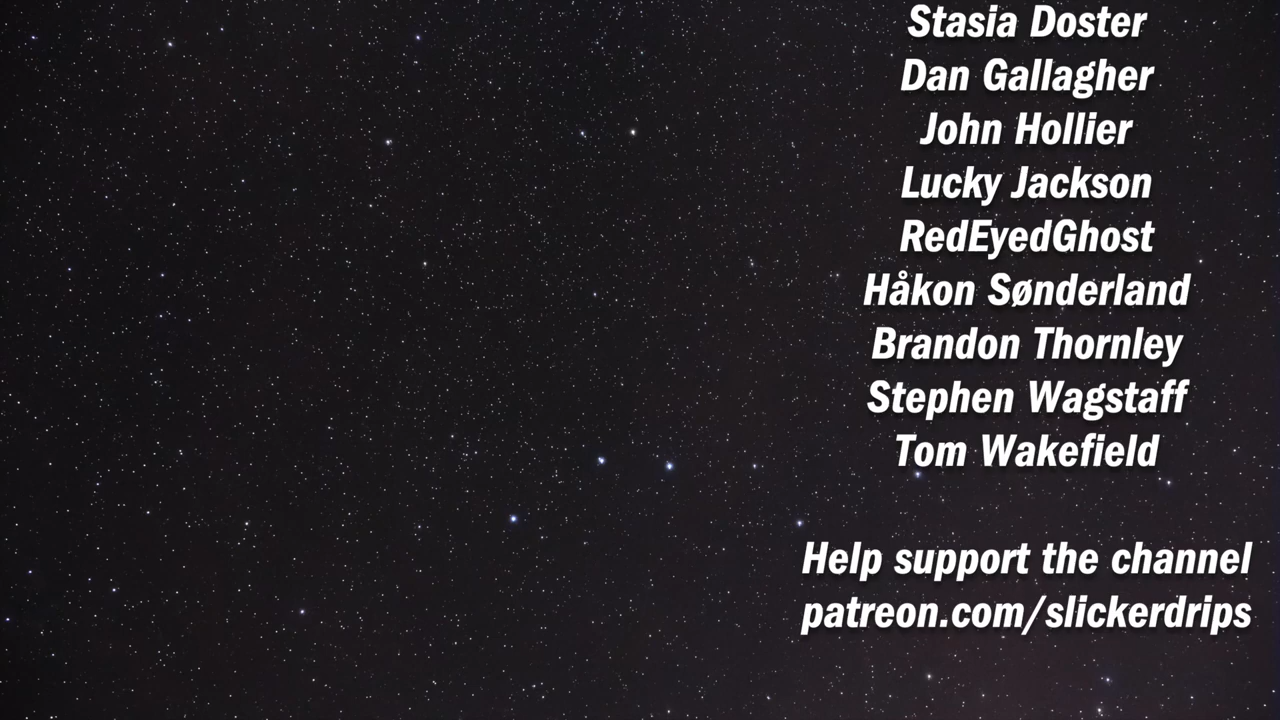 Stasia Doster
Dan Gallagher
John Hollier
Lucky Jackson
RedEyedGhost
Håkon Sønderland
Brandon Thornley
Stephen Wagstaff
Tom Wakefield
Help support the channel
patreon.com/slickerdrips